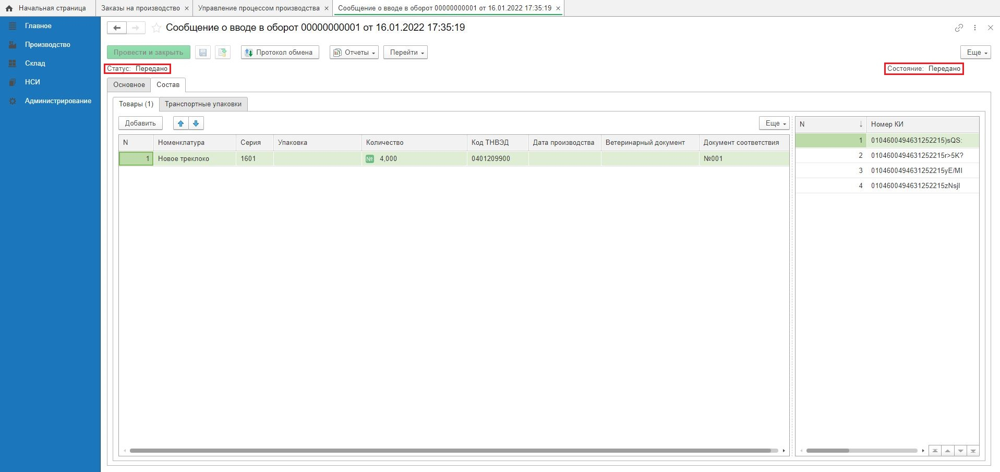 Начальная страница
Заказы на производство
Управление процессом производства
Сообщение о вводе в оборот 00000000001 от 16.01.2022 17:35:19
Главное
Производство
Склад
НСИ
Администрирование
Сообщение о вводе в оборот 00000000001 от 16.01.2022 17:35:19
Провести и закрыть
Протокол обмена
Отчеты
Перейти
Еще
Статус: Передано
Состояние: Передано
Основное
Состав
Товары (1)
Транспортные упаковки
Добавить
Еще
N Номенклатура Серия Упаковка Количество Код ТНВЭД Дата производства Ветеринарный документ Документ соответствия
1 Новое треклоко 1601 № 4,000 0401209900 №001
N Номер КИ
1 0104600494631252215)sQS:
2 0104600494631252215r>5K?
3 0104600494631252215yE/MI
4 0104600494631252215zNsjI